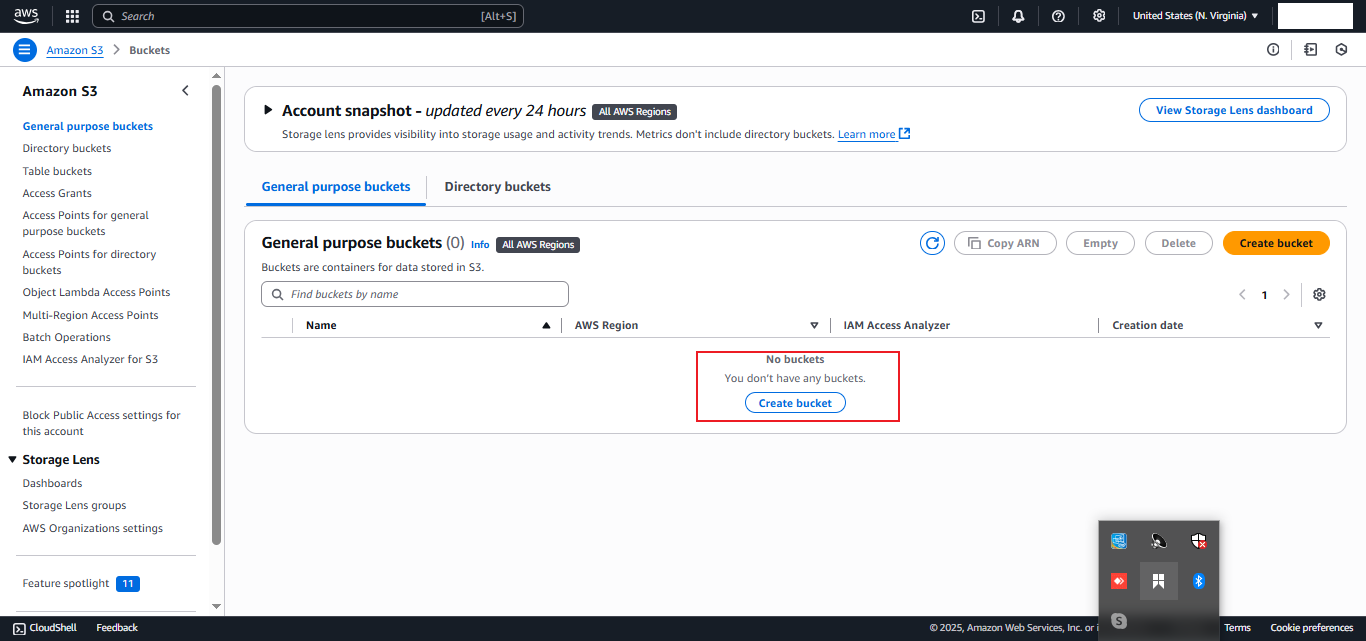 aws
Search [Alt+S]
United States (N. Virginia)
Amazon S3 > Buckets
Amazon S3
General purpose buckets
Directory buckets
Table buckets
Access Grants
Access Points for general
purpose buckets
Access Points for directory
buckets
Object Lambda Access Points
Multi-Region Access Points
Batch Operations
IAM Access Analyzer for S3
Block Public Access settings for
this account
Storage Lens
Dashboards
Storage Lens groups
AWS Organizations settings
Feature spotlight 11
Account snapshot - updated every 24 hours All AWS Regions
View Storage Lens dashboard
Storage lens provides visibility into storage usage and activity trends. Metrics don't include directory buckets. Learn more
General purpose buckets Directory buckets
General purpose buckets (0) Info All AWS Regions
Copy ARN Empty Delete Create bucket
Buckets are containers for data stored in S3.
Find buckets by name
1
Name AWS Region IAM Access Analyzer Creation date
No buckets
You don't have any buckets.
Create bucket
S
CloudShell Feedback © 2025, Amazon Web Services, Inc. or Terms Cookie preferences